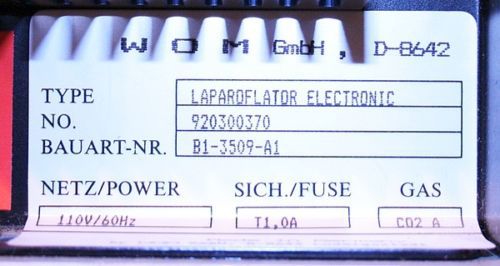 W O M GmbH, D-8642
TYPE LAPAROFLATOR ELECTRONIC
NO. 920300370
BAUART-NR. B1-3509-A1
NETZ/POWER SICH./FUSE GAS
110V/60Hz T1,0A CO2 A